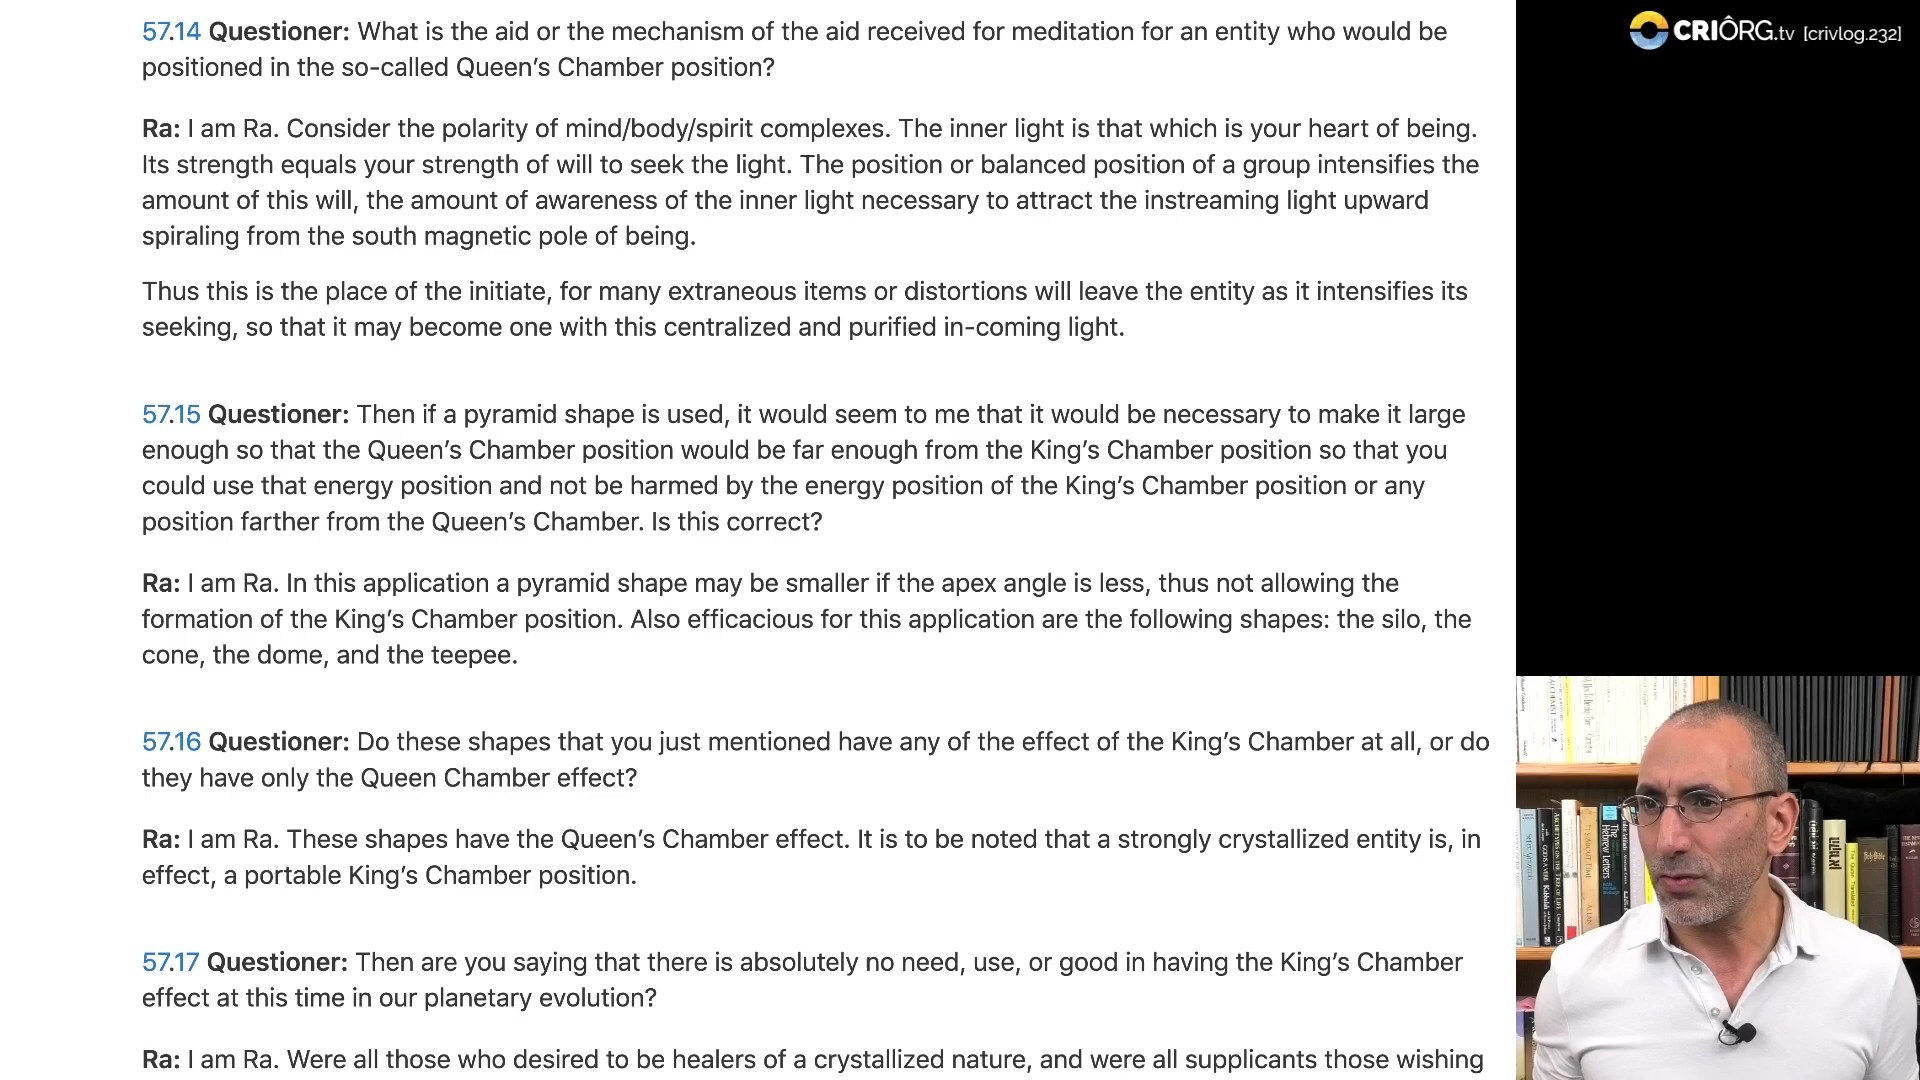 57.14 Questioner: What is the aid or the mechanism of the aid received for meditation for an entity who would be
positioned in the so-called Queen’s Chamber position?
Ra: I am Ra. Consider the polarity of mind/body/spirit complexes. The inner light is that which is your heart of being.
Its strength equals your strength of will to seek the light. The position or balanced position of a group intensifies the
amount of this will, the amount of awareness of the inner light necessary to attract the instreaming light upward
spiraling from the south magnetic pole of being.
Thus this is the place of the initiate, for many extraneous items or distortions will leave the entity as it intensifies its
seeking, so that it may become one with this centralized and purified in-coming light.
57.15 Questioner: Then if a pyramid shape is used, it would seem to me that it would be necessary to make it large
enough so that the Queen’s Chamber position would be far enough from the King’s Chamber position so that you
could use that energy position and not be harmed by the energy position of the King’s Chamber position or any
position farther from the Queen’s Chamber. Is this correct?
Ra: I am Ra. In this application a pyramid shape may be smaller if the apex angle is less, thus not allowing the
formation of the King’s Chamber position. Also efficacious for this application are the following shapes: the silo, the
cone, the dome, and the teepee.
57.16 Questioner: Do these shapes that you just mentioned have any of the effect of the King’s Chamber at all, or do
they have only the Queen Chamber effect?
Ra: I am Ra. These shapes have the Queen’s Chamber effect. It is to be noted that a strongly crystallized entity is, in
effect, a portable King’s Chamber position.
57.17 Questioner: Then are you saying that there is absolutely no need, use, or good in having the King’s Chamber
effect at this time in our planetary evolution?
Ra: I am Ra. Were all those who desired to be healers of a crystallized nature, and were all supplicants those wishing
CRIÔRG.tv [crivlog.232]
The Hebrew Letters
Kabbalah
Holy Bible